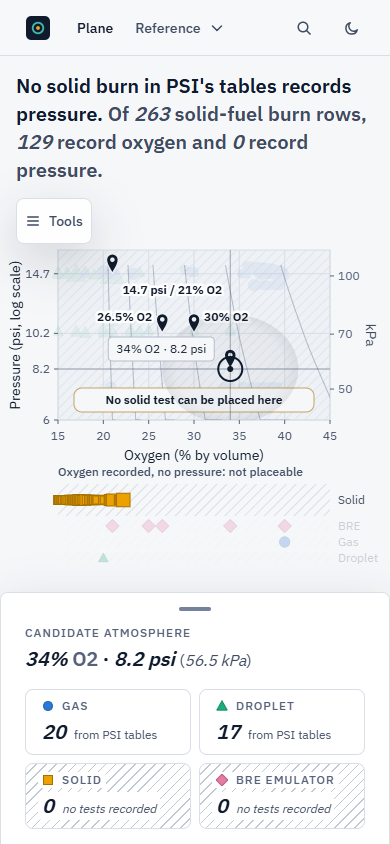 Plane Reference
No solid burn in PSI's tables records
pressure. Of 263 solid-fuel burn rows,
129 record oxygen and 0 record
pressure.
Tools
Pressure (psi, log scale)
14.7
10.2
8.2
6
100
70
50
kPa
14.7 psi / 21% O2
26.5% O2
30% O2
34% O2 · 8.2 psi
No solid test can be placed here
15 20 25 30 35 40 45
Oxygen (% by volume)
Oxygen recorded, no pressure: not placeable
Solid
BRE
Gas
Droplet
CANDIDATE ATMOSPHERE
34% O2 · 8.2 psi (56.5 kPa)
GAS
20 from PSI tables
DROPLET
17 from PSI tables
SOLID
0 no tests recorded
BRE EMULATOR
0 no tests recorded